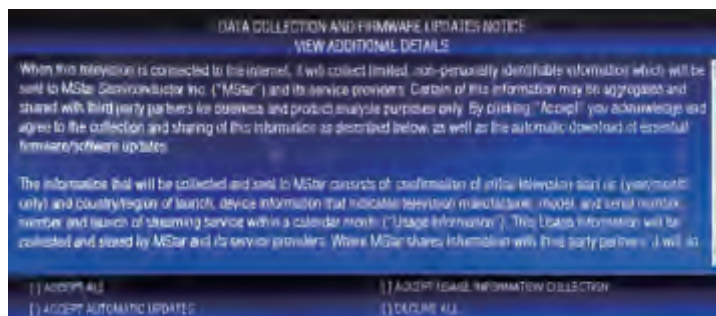 DATA COLLECTION AND FIRMWARE UPDATES NOTICE
VIEW ADDITIONAL DETAILS
When this television is connected to the internet, it will collect limited, non-personally identifiable information which will be
sent to MStar Semiconductor Inc. ("MStar") and its service providers. Certain of this information may be aggregated and
shared with third party partners for business and product analysis purposes only. By clicking "Accept" you acknowledge and
agree to the collection and sharing of this information as described below, as well as the automatic download of essential
firmware/software updates.
The information that will be collected and sent to MStar consists of: confirmation of initial television start up (year/month
only) and country/region of launch, device information that indicates television manufacturer, model, and serial number,
number and launch of streaming service within a calendar month ("Usage Information"). This Usage Information will be
collected and stored by MStar and its service providers. Where MStar shares information with third party partners, it will do
[ ] ACCEPT ALL
[ ] ACCEPT USAGE INFORMATION COLLECTION
[ ] ACCEPT AUTOMATIC UPDATES
[ ] DECLINE ALL